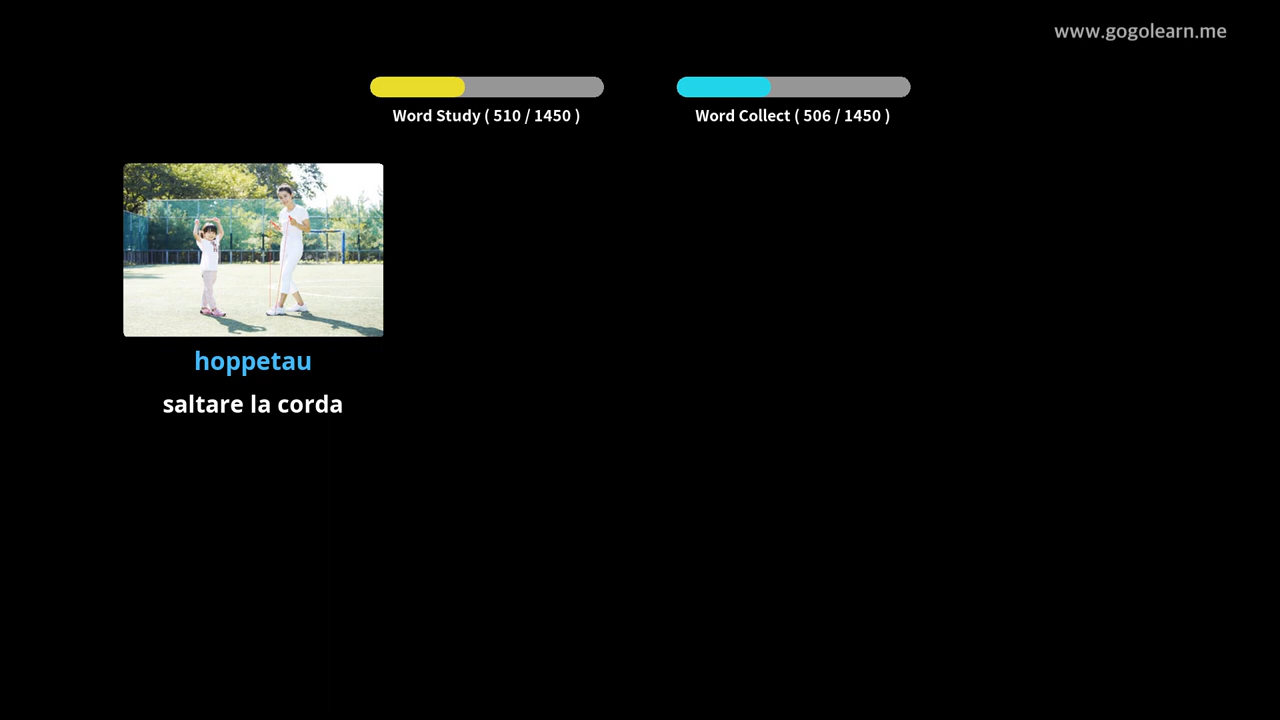 www.gogolearn.me
Word Study ( 510 / 1450 )
Word Collect ( 506 / 1450 )
hoppetau
saltare la corda